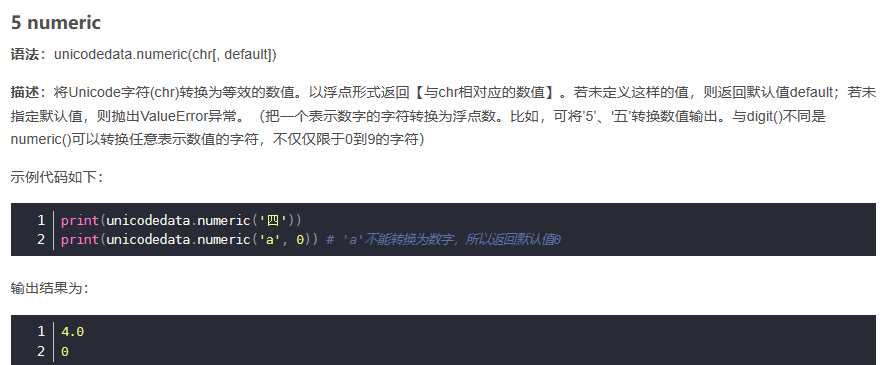 5 numeric
语法：unicodedata.numeric(chr[, default])
描述：将Unicode字符(chr)转换为等效的数值。以浮点形式返回【与chr相对应的数值】。若未定义这样的值，则返回默认值default；若未
指定默认值，则抛出ValueError异常。（把一个表示数字的字符转换为浮点数。比如，可将’5’、’五’转换数值输出。与digit()不同是
numeric()可以转换任意表示数值的字符，不仅仅限于0到9的字符）
示例代码如下：
1 print(unicodedata.numeric('四'))
2 print(unicodedata.numeric('a', 0)) # 'a'不能转换为数字，所以返回默认值0
输出结果为：
1 4.0
2 0